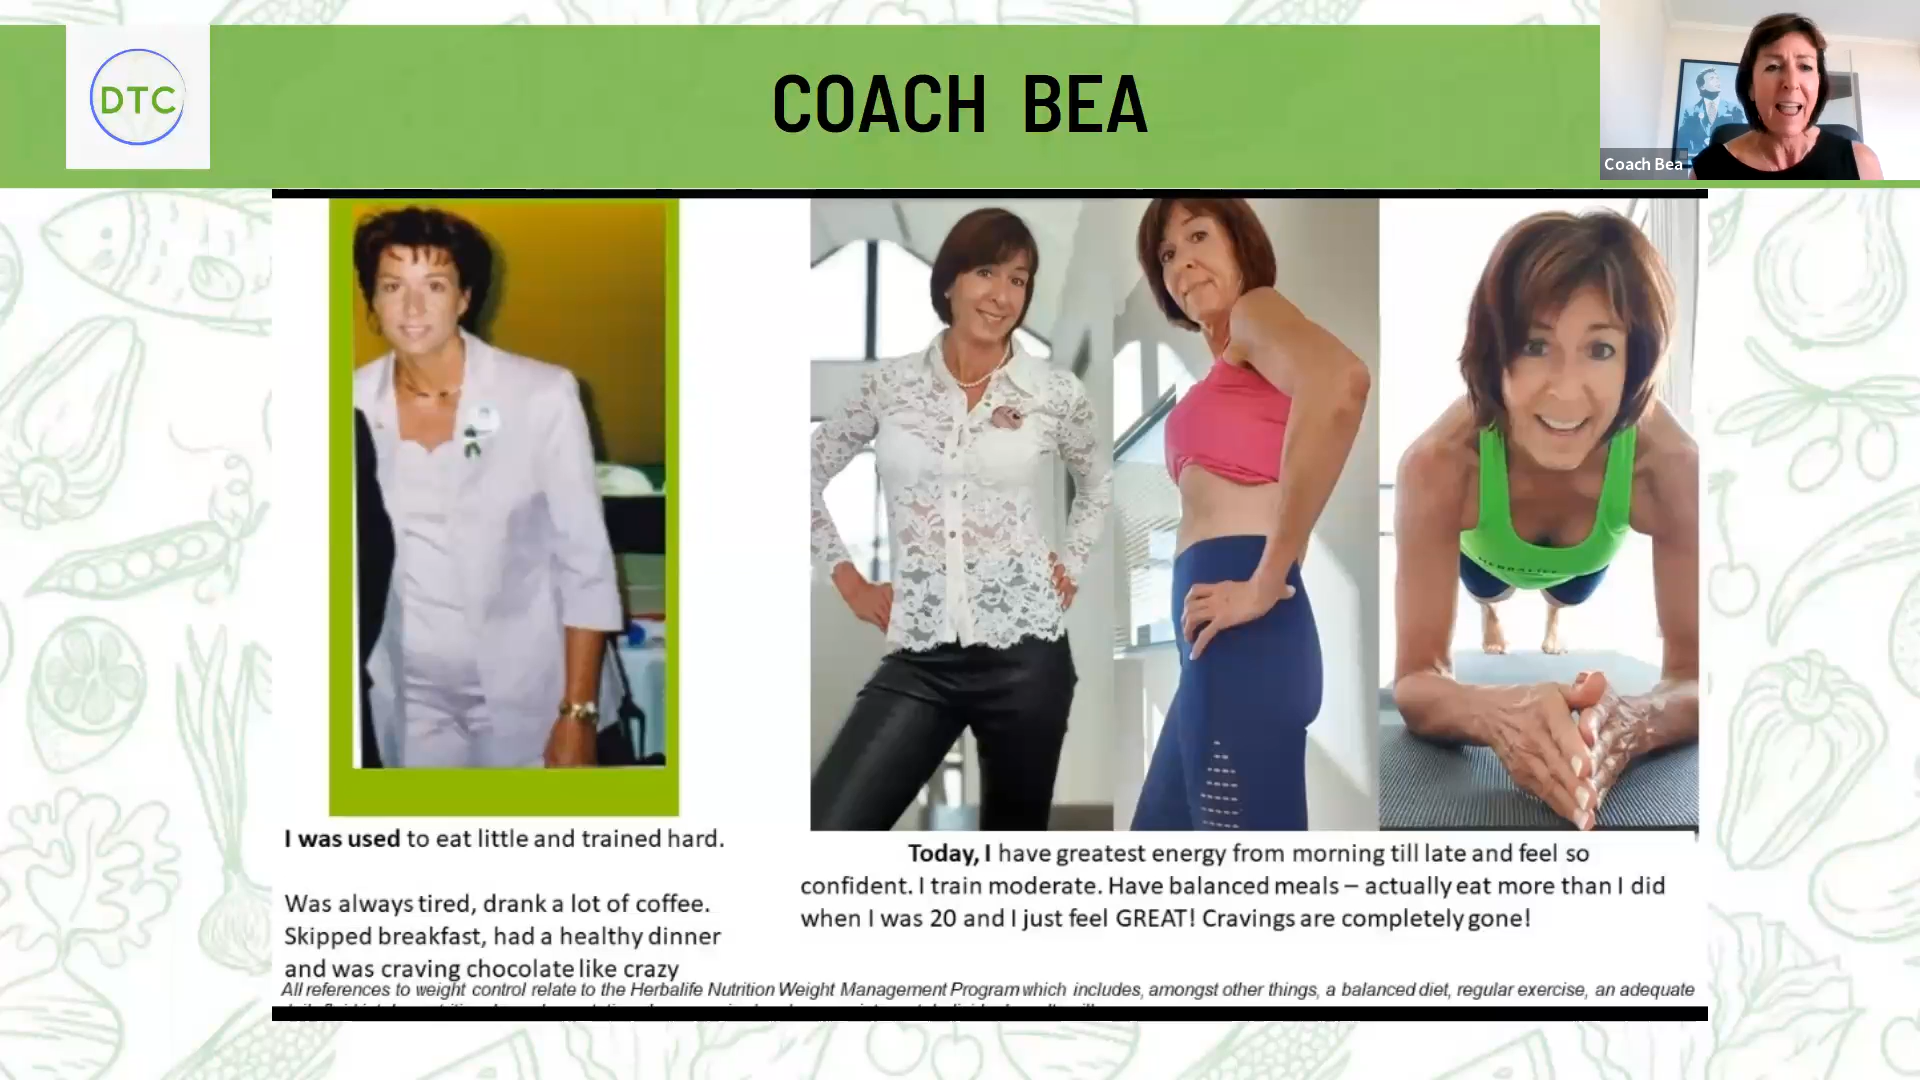 DTC
COACH BEA
Coach Bea
HERBALIFE
I was used to eat little and trained hard.
Was always tired, drank a lot of coffee.
Skipped breakfast, had a healthy dinner
and was craving chocolate like crazy
Today, I have greatest energy from morning till late and feel so
confident. I train moderate. Have balanced meals – actually eat more than I did
when I was 20 and I just feel GREAT! Cravings are completely gone!
All references to weight control relate to the Herbalife Nutrition Weight Management Program which includes, amongst other things, a balanced diet, regular exercise, an adequate